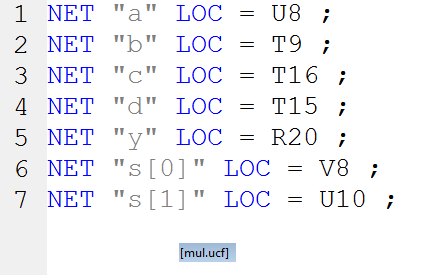 1 NET "a" LOC = U8 ;
2 NET "b" LOC = T9 ;
3 NET "c" LOC = T16 ;
4 NET "d" LOC = T15 ;
5 NET "y" LOC = R20 ;
6 NET "s[0]" LOC = V8 ;
7 NET "s[1]" LOC = U10 ;
[mul.ucf]